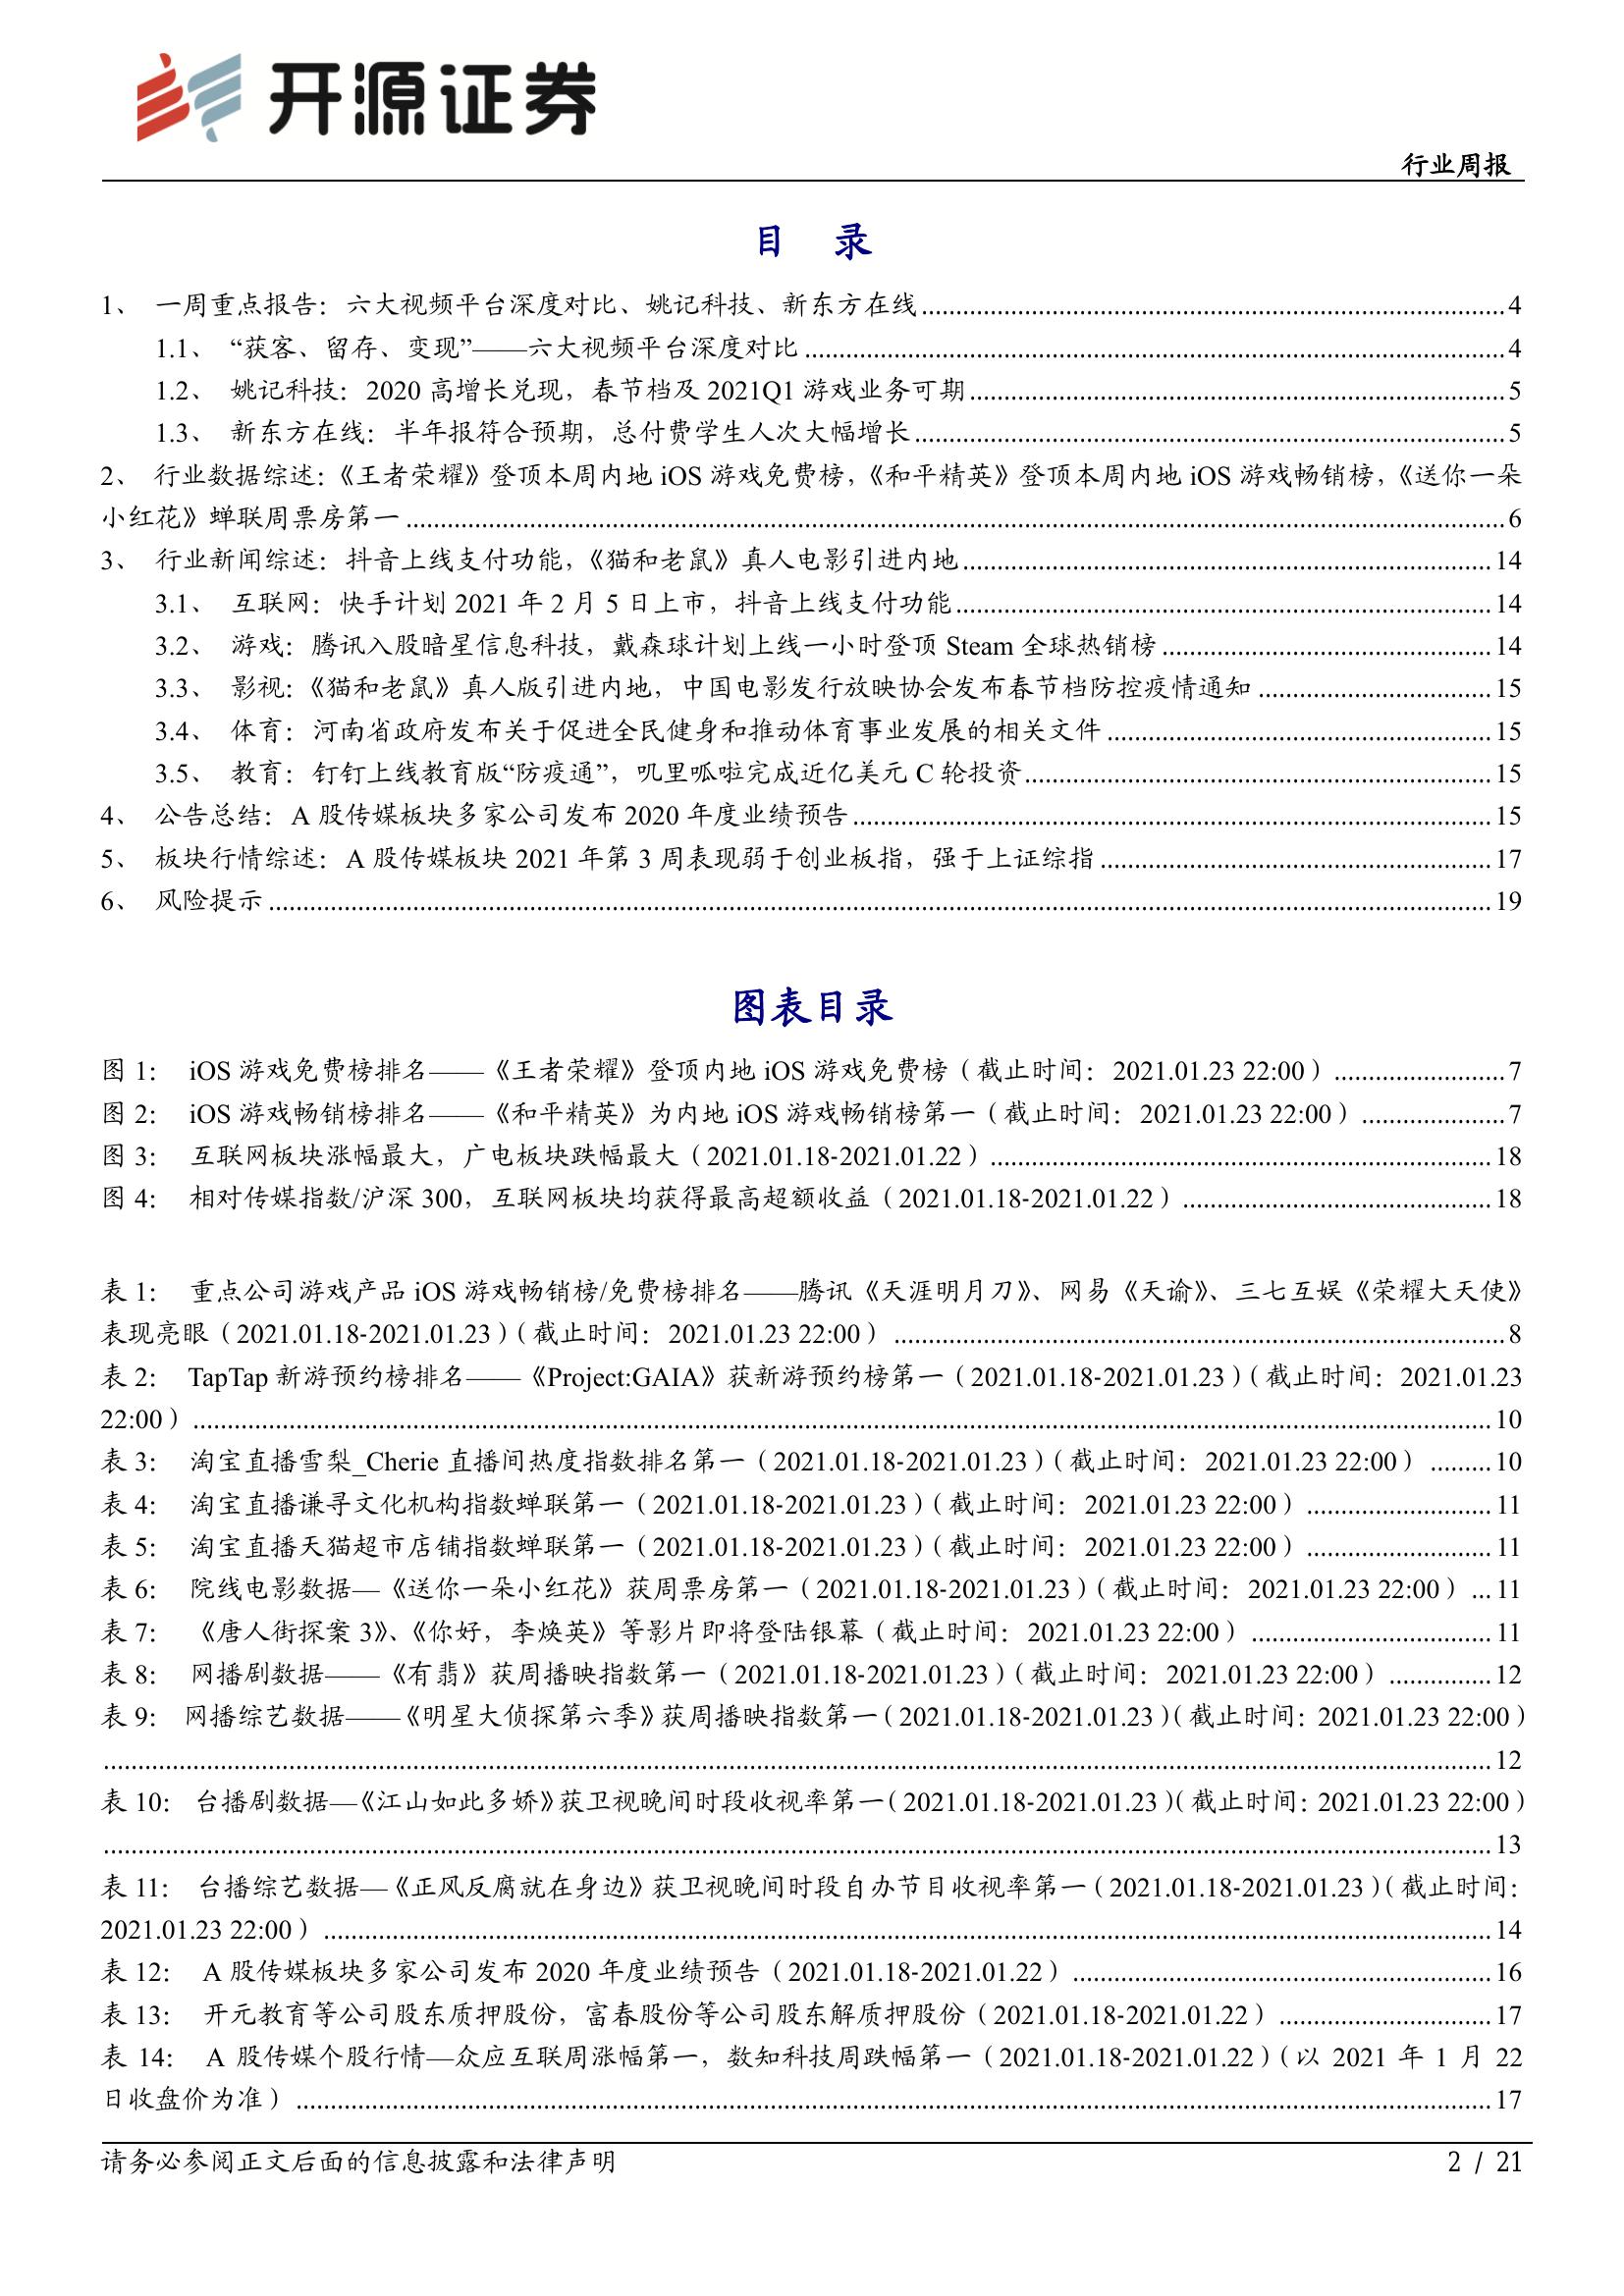 开源证券
行业周报
目 录
1、 一周重点报告：六大视频平台深度对比、姚记科技、新东方在线 4
1.1、 “获客、留存、变现”——六大视频平台深度对比 4
1.2、 姚记科技：2020 高增长兑现，春节档及 2021Q1 游戏业务可期 5
1.3、 新东方在线：半年报符合预期，总付费学生人次大幅增长 5
2、 行业数据综述：《王者荣耀》登顶本周内地 iOS 游戏免费榜，《和平精英》登顶本周内地 iOS 游戏畅销榜，《送你一朵
小红花》蝉联周票房第一 6
3、 行业新闻综述：抖音上线支付功能，《猫和老鼠》真人电影引进内地 14
3.1、 互联网：快手计划 2021 年 2 月 5 日上市，抖音上线支付功能 14
3.2、 游戏：腾讯入股暗星信息科技，戴森球计划上线一小时登顶 Steam 全球热销榜 14
3.3、 影视：《猫和老鼠》真人版引进内地，中国电影发行放映协会发布春节档防控疫情通知 15
3.4、 体育：河南省政府发布关于促进全民健身和推动体育事业发展的相关文件 15
3.5、 教育：钉钉上线教育版“防疫通”，叽里呱啦完成近亿美元 C 轮投资 15
4、 公告总结：A 股传媒板块多家公司发布 2020 年度业绩预告 15
5、 板块行情综述：A 股传媒板块 2021 年第 3 周表现弱于创业板指，强于上证综指 17
6、 风险提示 19
图表目录
图 1： iOS 游戏免费榜排名——《王者荣耀》登顶内地 iOS 游戏免费榜（截止时间：2021.01.23 22:00） 7
图 2： iOS 游戏畅销榜排名——《和平精英》为内地 iOS 游戏畅销榜第一（截止时间：2021.01.23 22:00） 7
图 3： 互联网板块涨幅最大，广电板块跌幅最大（2021.01.18-2021.01.22） 18
图 4： 相对传媒指数/沪深 300，互联网板块均获得最高超额收益（2021.01.18-2021.01.22） 18
表 1： 重点公司游戏产品 iOS 游戏畅销榜/免费榜排名——腾讯《天涯明月刀》、网易《天谕》、三七互娱《荣耀大天使》
表现亮眼（2021.01.18-2021.01.23）（截止时间：2021.01.23 22:00） 8
表 2： TapTap 新游预约榜排名——《Project:GAIA》获新游预约榜第一（2021.01.18-2021.01.23）（截止时间：2021.01.23
22:00） 10
表 3： 淘宝直播雪梨_Cherie 直播间热度指数排名第一（2021.01.18-2021.01.23）（截止时间：2021.01.23 22:00） 10
表 4： 淘宝直播谦寻文化机构指数蝉联第一（2021.01.18-2021.01.23）（截止时间：2021.01.23 22:00） 11
表 5： 淘宝直播天猫超市店铺指数蝉联第一（2021.01.18-2021.01.23）（截止时间：2021.01.23 22:00） 11
表 6： 院线电影数据—《送你一朵小红花》获周票房第一（2021.01.18-2021.01.23）（截止时间：2021.01.23 22:00） 11
表 7： 《唐人街探案 3》、《你好，李焕英》等影片即将登陆银幕（截止时间：2021.01.23 22:00） 11
表 8： 网播剧数据——《有翡》获周播映指数第一（2021.01.18-2021.01.23）（截止时间：2021.01.23 22:00） 12
表 9： 网播综艺数据——《明星大侦探第六季》获周播映指数第一（2021.01.18-2021.01.23）（截止时间：2021.01.23 22:00）
12
表 10： 台播剧数据—《江山如此多娇》获卫视晚间时段收视率第一（2021.01.18-2021.01.23）（截止时间：2021.01.23 22:00）
13
表 11： 台播综艺数据—《正风反腐就在身边》获卫视晚间时段自办节目收视率第一（2021.01.18-2021.01.23）（截止时间：
2021.01.23 22:00） 14
表 12： A 股传媒板块多家公司发布 2020 年度业绩预告（2021.01.18-2021.01.22） 16
表 13： 开元教育等公司股东质押股份，富春股份等公司股东解质押股份（2021.01.18-2021.01.22） 17
表 14： A 股传媒个股行情—众应互联周涨幅第一，数知科技周跌幅第一（2021.01.18-2021.01.22）（以 2021 年 1 月 22
日收盘价为准） 17
请务必参阅正文后面的信息披露和法律声明 2 / 21